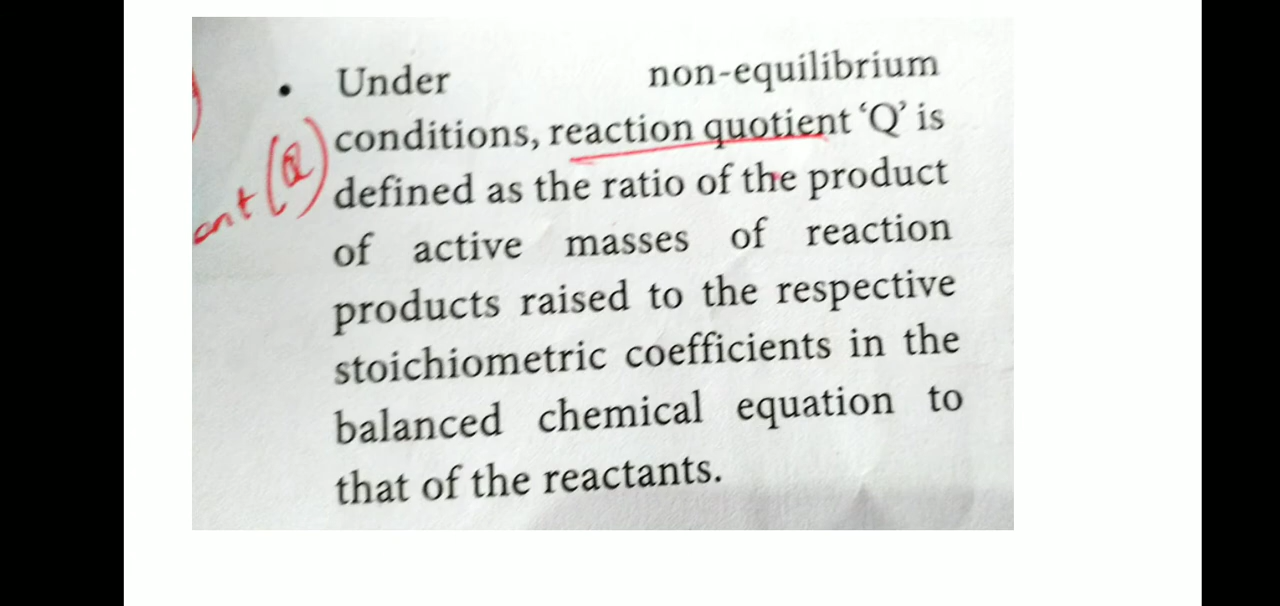 • Under non-equilibrium
conditions, reaction quotient ‘Q’ is
(Q)
defined as the ratio of the product
ant
of active masses of reaction
products raised to the respective
stoichiometric coefficients in the
balanced chemical equation to
that of the reactants.